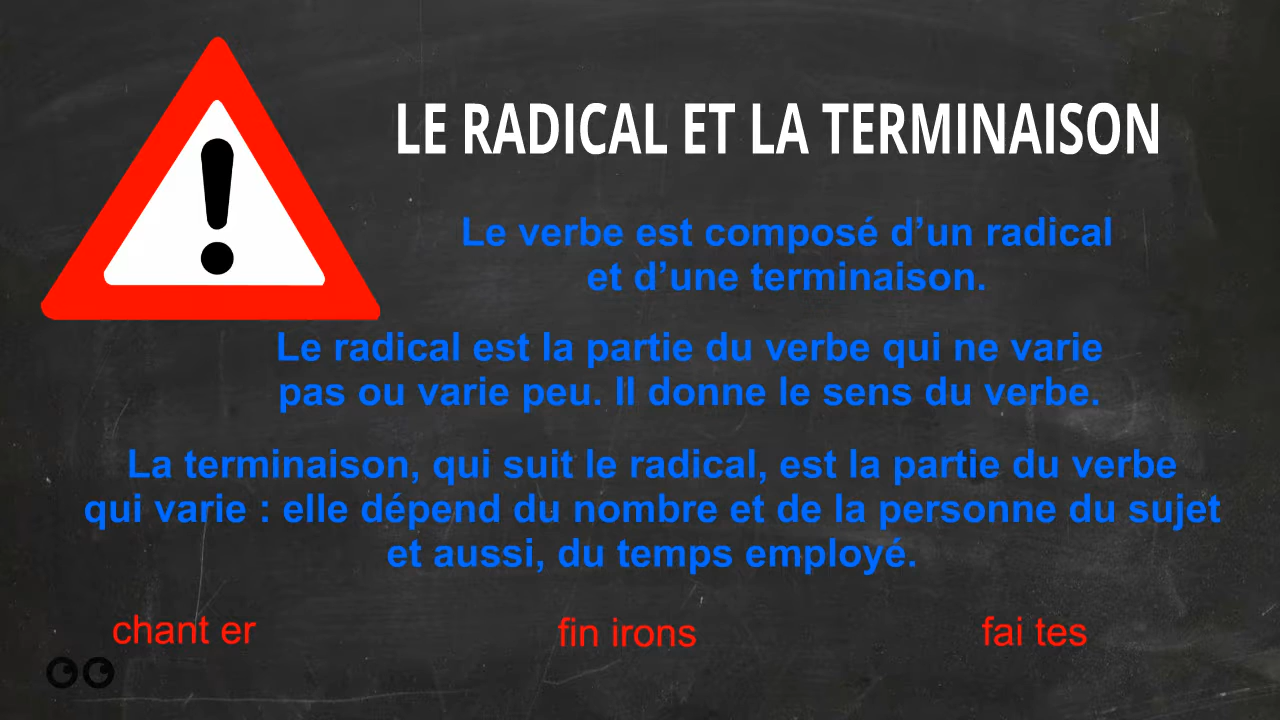 LE RADICAL ET LA TERMINAISON
Le verbe est composé d’un radical
et d’une terminaison.
Le radical est la partie du verbe qui ne varie
pas ou varie peu. Il donne le sens du verbe.
La terminaison, qui suit le radical, est la partie du verbe
qui varie : elle dépend du nombre et de la personne du sujet
et aussi, du temps employé.
chant er
fin irons
fai tes